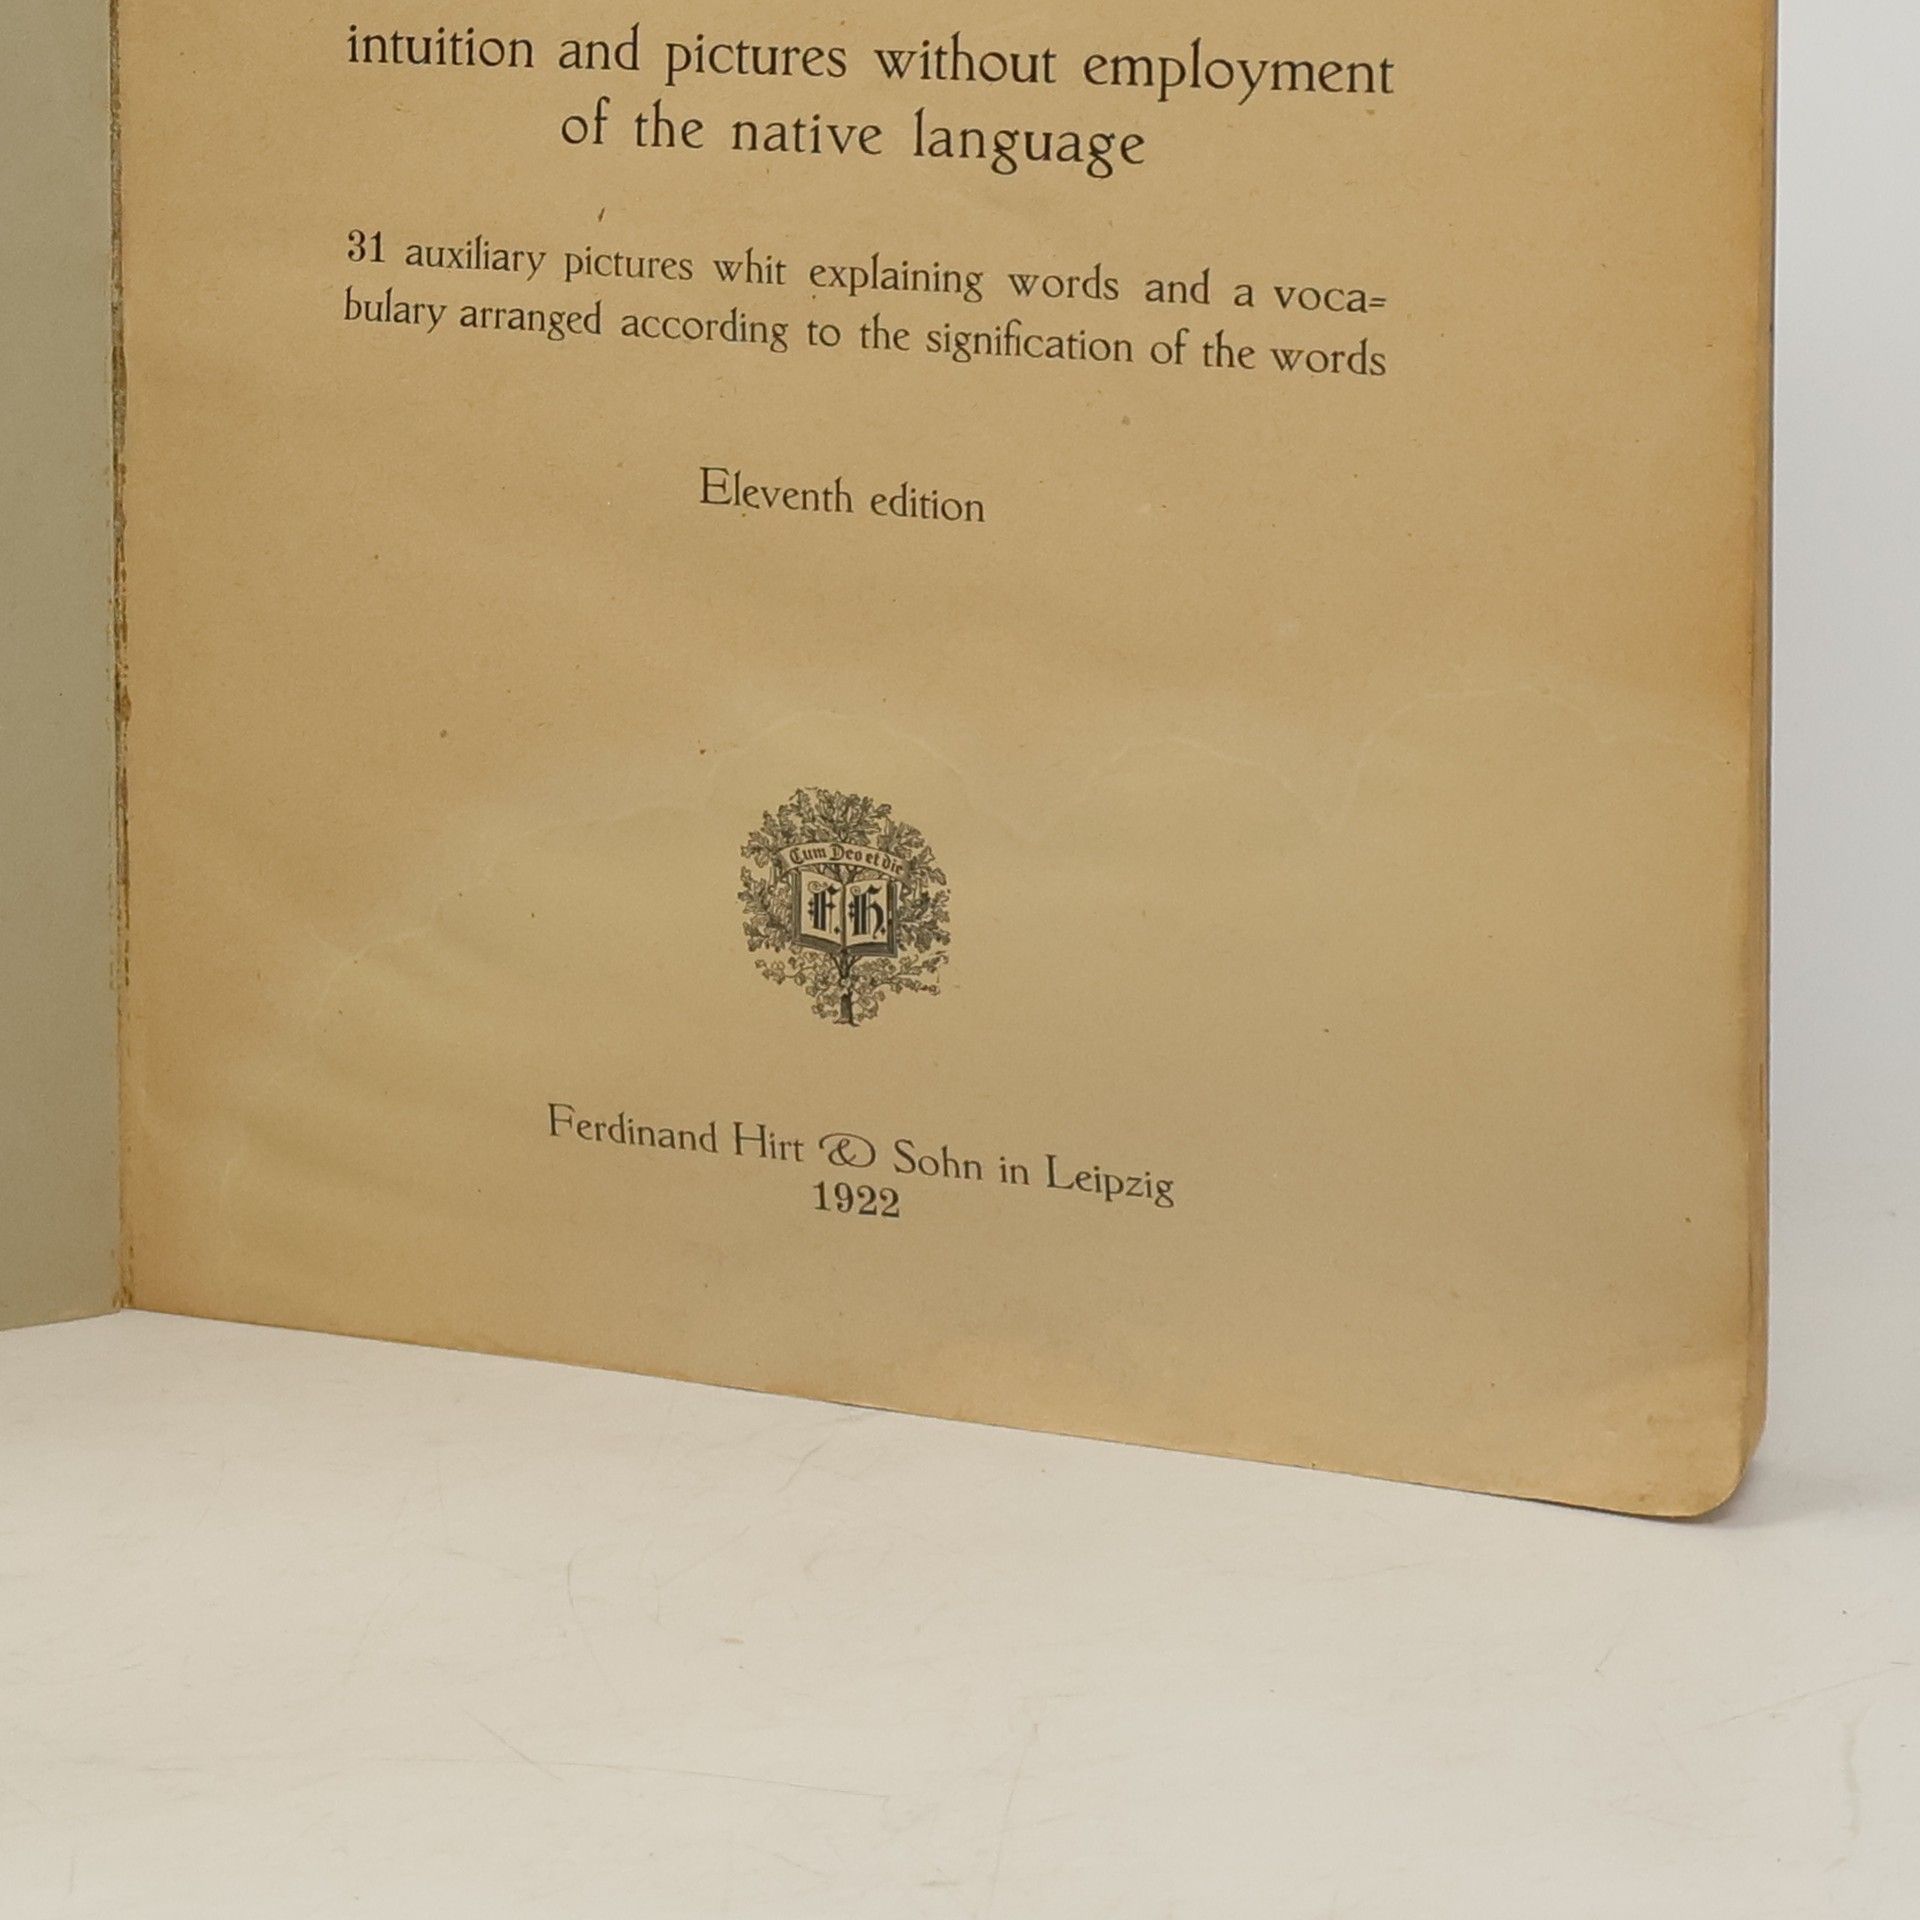 intuition and pictures without employment
of the native language
31 auxiliary pictures whit explaining words and a voca=
bulary arranged according to the signification of the words
Eleventh edition
Cum Deo et die
F. H.
Ferdinand Hirt & Sohn in Leipzig
1922